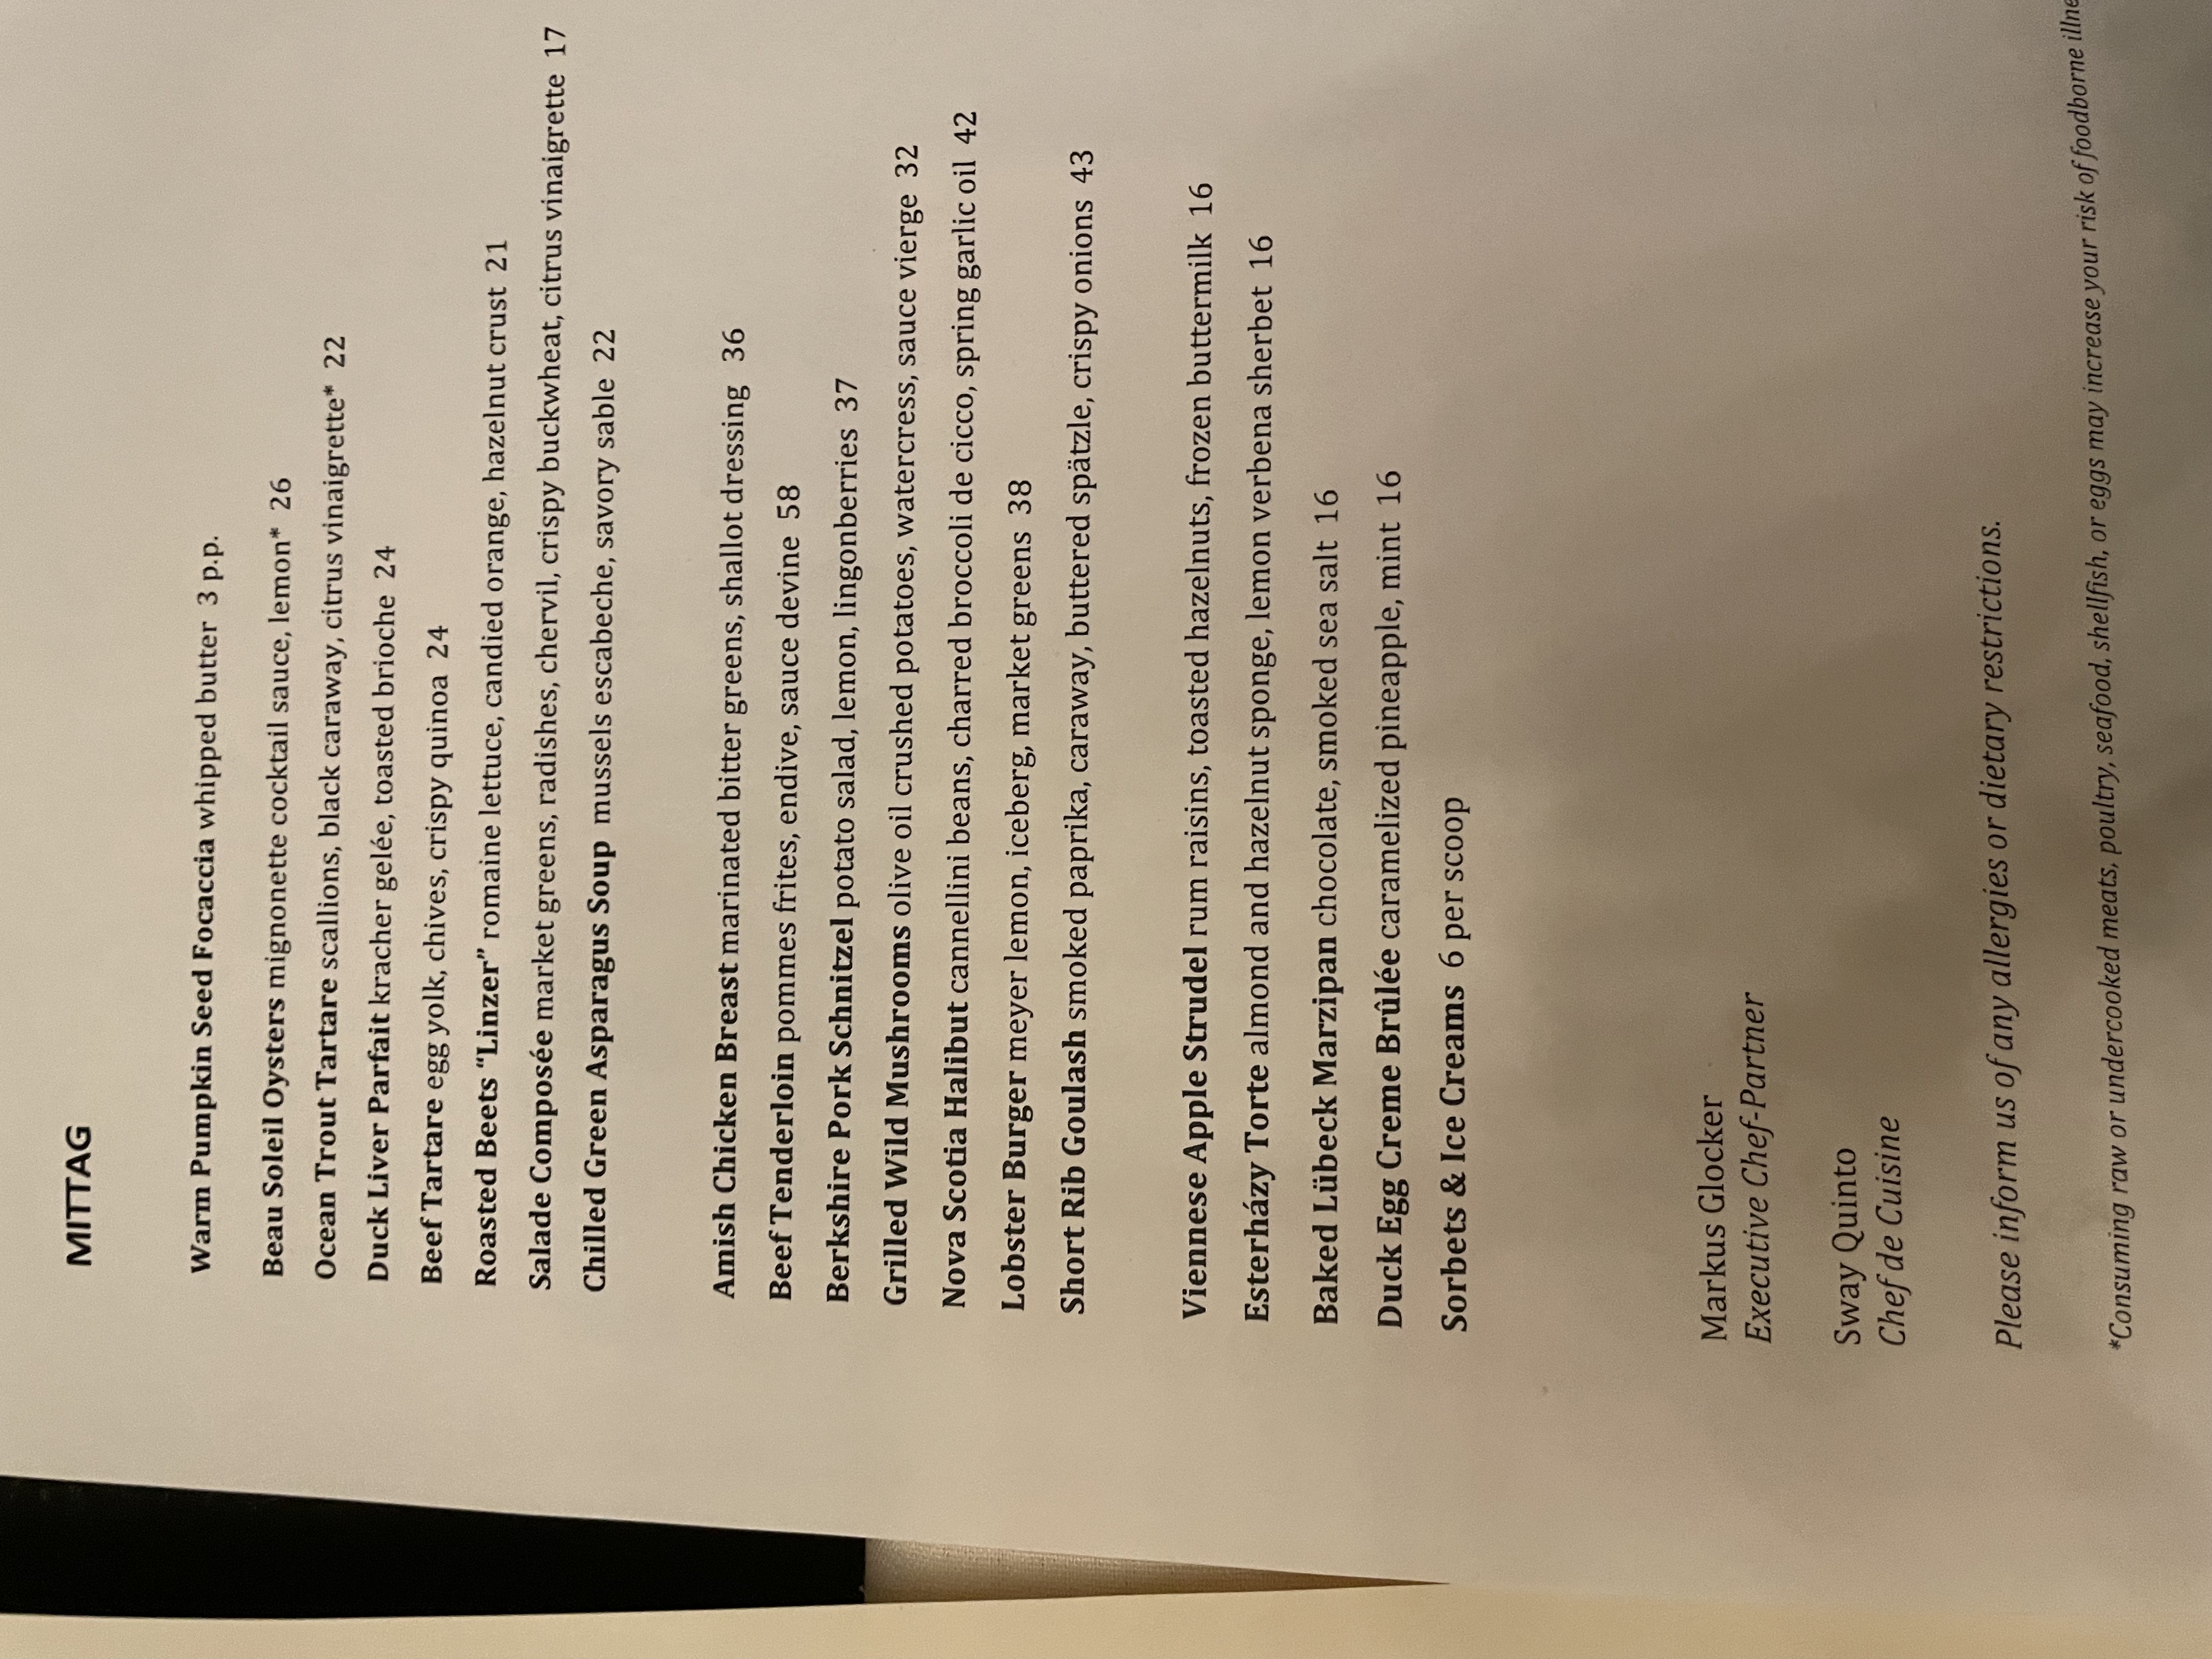 MITTAG
Warm Pumpkin Seed Focaccia whipped butter 3 p.p.
Beau Soleil Oysters mignonette cocktail sauce, lemon* 26
Ocean Trout Tartare scallions, black caraway, citrus vinaigrette* 22
Duck Liver Parfait kracher gelée, toasted brioche 24
Beef Tartare egg yolk, chives, crispy quinoa 24
Roasted Beets “Linzer” romaine lettuce, candied orange, hazelnut crust 21
Salade Composée market greens, radishes, chervil, crispy buckwheat, citrus vinaigrette 17
Chilled Green Asparagus Soup mussels escabeche, savory sable 22
Amish Chicken Breast marinated bitter greens, shallot dressing 36
Beef Tenderloin pommes frites, endive, sauce devine 58
Berkshire Pork Schnitzel potato salad, lemon, lingonberries 37
Grilled Wild Mushrooms olive oil crushed potatoes, watercress, sauce vierge 32
Nova Scotia Halibut cannellini beans, charred broccoli de cicco, spring garlic oil 42
Lobster Burger meyer lemon, iceberg, market greens 38
Short Rib Goulash smoked paprika, caraway, buttered spätzle, crispy onions 43
Viennese Apple Strudel rum raisins, toasted hazelnuts, frozen buttermilk 16
Esterházy Torte almond and hazelnut sponge, lemon verbena sherbet 16
Baked Lübeck Marzipan chocolate, smoked sea salt 16
Duck Egg Creme Brûlée caramelized pineapple, mint 16
Sorbets & Ice Creams 6 per scoop
Markus Glocker
Executive Chef-Partner
Sway Quinto
Chef de Cuisine
Please inform us of any allergies or dietary restrictions.
*Consuming raw or undercooked meats, poultry, seafood, shellfish, or eggs may increase your risk of foodborne illne